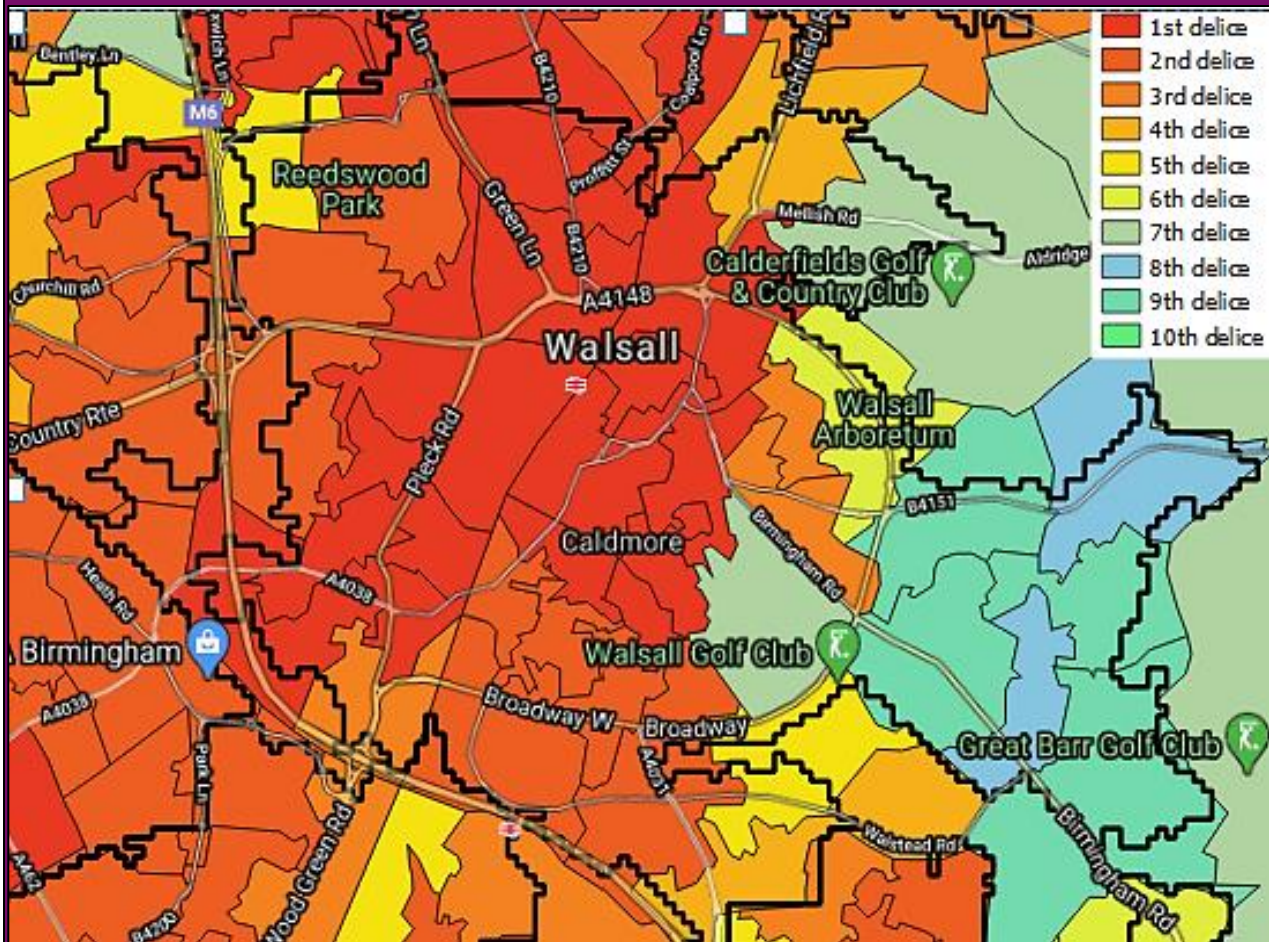 1st delice
2nd delice
3rd delice
4th delice
5th delice
6th delice
7th delice
8th delice
9th delice
10th delice
Bentley Ln
M6
B4210
Coalpool Ln
Reedswood
Park
Proffitt St
Green Ln
B4210
Mellish Rd
Aldridge
Calderfields Golf
& Country Club
Churchill Rd
A4148
Walsall
Walsall
Arboretum
Country Rte
Pleck Rd
B4151
Birmingham Rd
Caldmore
Heath Rd
A4038
Birmingham
Walsall Golf Club
A4038
Broadway W
Broadway
Great Barr Golf Club
Park Ln
A4031
Walstead Rd
Birmingham Rd
A462
B4200
Wood Green Rd